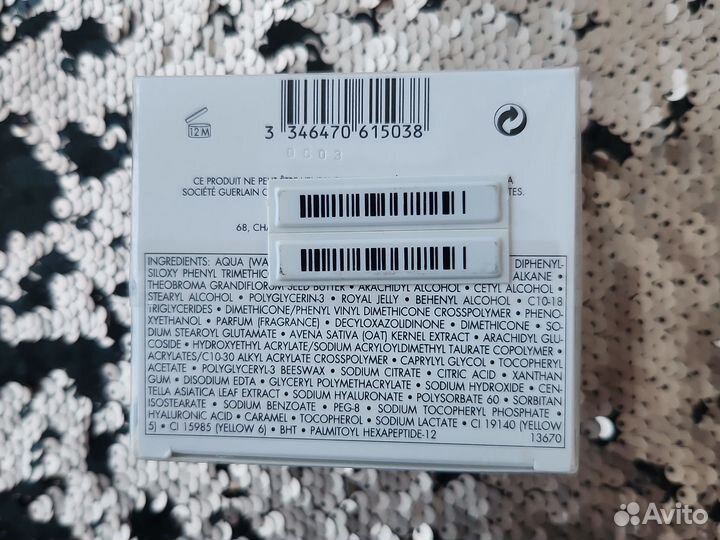 12 M
3 346470 615038
0003
CE PRODUIT NE PEUT
SOCIÉTÉ GUERLAIN
68,
INGREDIENTS: AQUA DIPHENYL-
SILOXY PHENYL ALKANE •
THEOBROMA GRANDIFLORUM SEED BUTTER • ARACHIDYL ALCOHOL • CETYL ALCOHOL •
STEARYL ALCOHOL • POLYGLYCERIN-3 • ROYAL JELLY • BEHENYL ALCOHOL • C10-18
TRIGLYCERIDES • DIMETHICONE/PHENYL VINYL DIMETHICONE CROSSPOLYMER • PHENO-
XYETHANOL • PARFUM (FRAGRANCE) • DECYLOXAZOLIDINONE • DIMETHICONE • SO-
DIUM STEAROYL GLUTAMATE • AVENA SATIVA (OAT) KERNEL EXTRACT • ARACHIDYL GLU-
COSIDE • HYDROXYETHYL ACRYLATE/SODIUM ACRYLOYLDIMETHYL TAURATE COPOLYMER •
ACRYLATES/C10-30 ALKYL ACRYLATE CROSSPOLYMER • CAPRYLYL GLYCOL • TOCOPHERYL
ACETATE • POLYGLYCERYL-3 BEESWAX • SODIUM CITRATE • CITRIC ACID • XANTHAN
GUM • DISODIUM EDTA • GLYCERYL POLYMETHACRYLATE • SODIUM HYDROXIDE • CEN-
TELLA ASIATICA LEAF EXTRACT • SODIUM HYALURONATE • POLYSORBATE 60 • SORBITAN
ISOSTEARATE • SODIUM BENZOATE • PEG-8 • SODIUM TOCOPHERYL PHOSPHATE •
HYALURONIC ACID • CARAMEL • TOCOPHEROL • SODIUM LACTATE • CI 19140 (YELLOW
5) • CI 15985 (YELLOW 6) • BHT • PALMITOYL HEXAPEPTIDE-12
13670
Avito